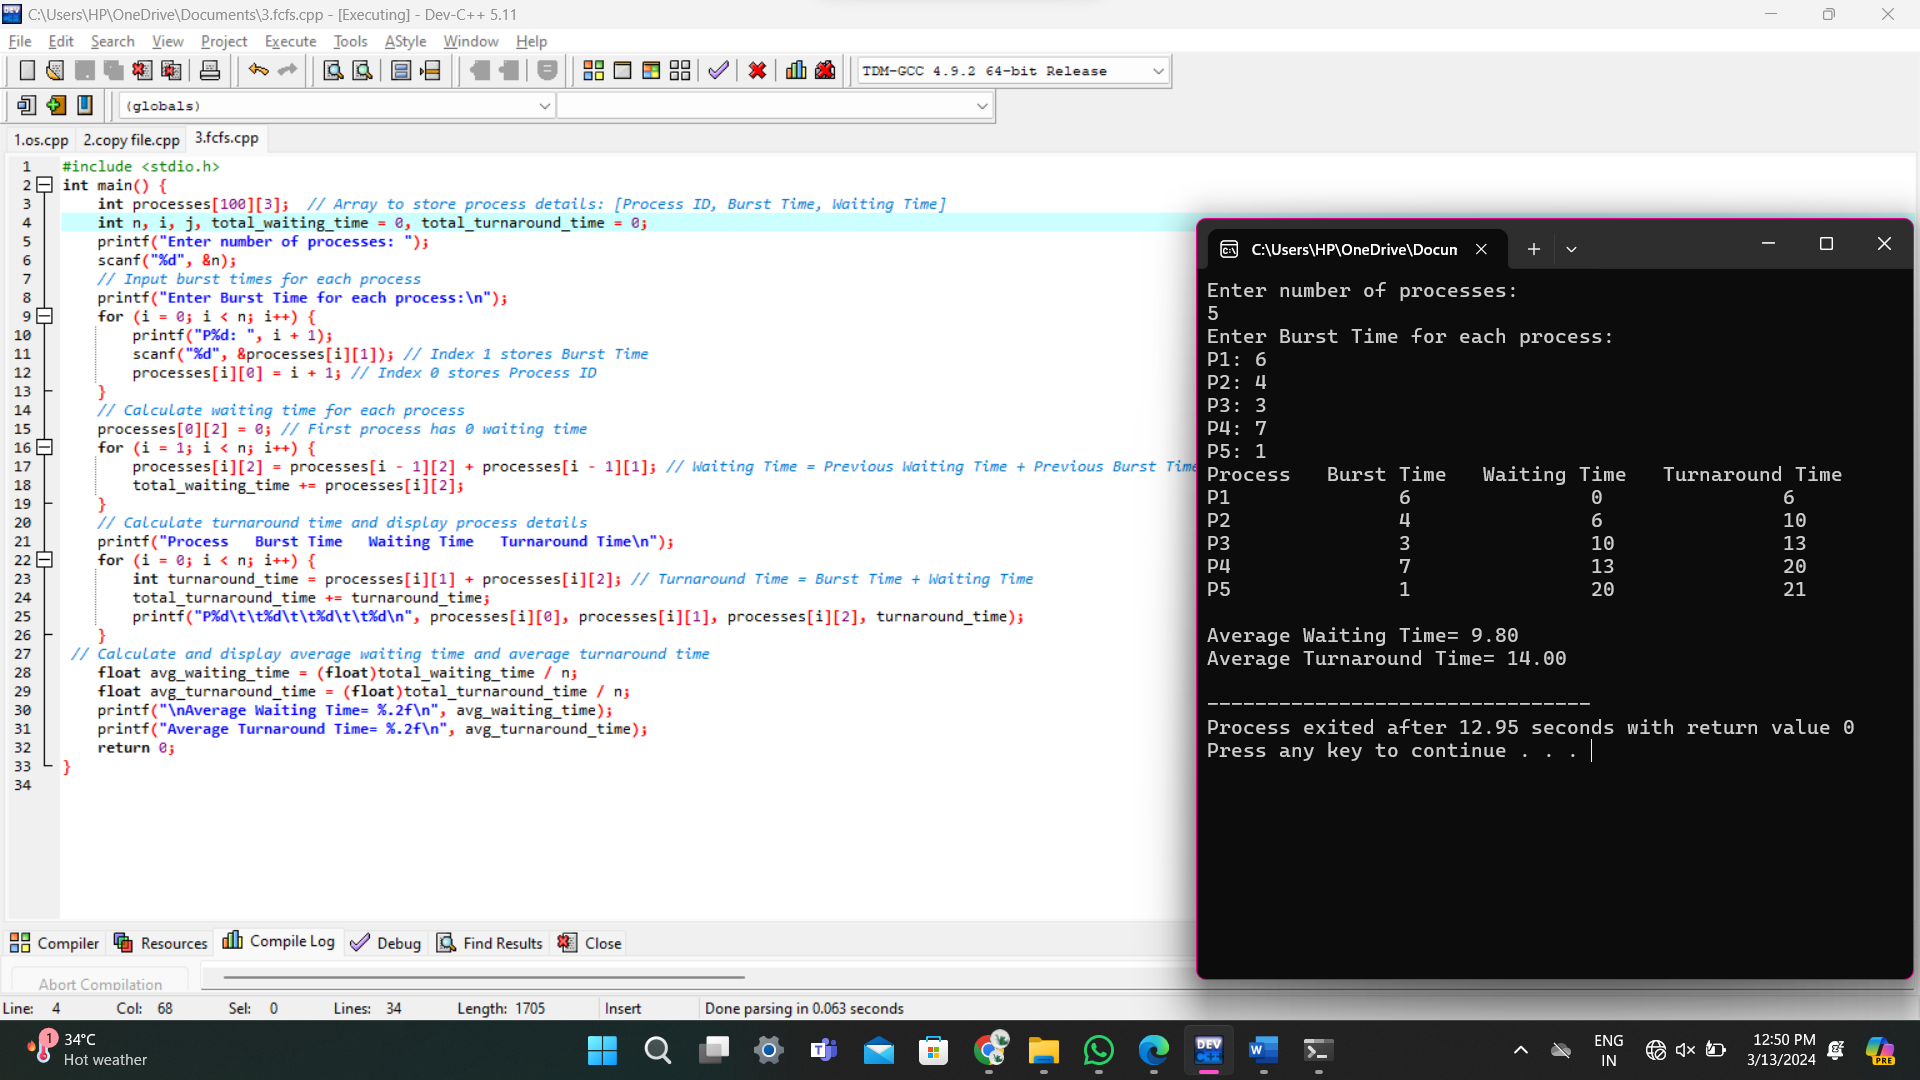 C:\Users\HP\OneDrive\Documents\3.fcfs.cpp - [Executing] - Dev-C++ 5.11
File Edit Search View Project Execute Tools AStyle Window Help
TDM-GCC 4.9.2 64-bit Release
(globals)
1.os.cpp 2.copy file.cpp 3.fcfs.cpp
1 #include <stdio.h>
2 int main() {
3 int processes[100][3]; // Array to store process details: [Process ID, Burst Time, Waiting Time]
4 int n, i, j, total_waiting_time = 0, total_turnaround_time = 0;
5 printf("Enter number of processes: ");
6 scanf("%d", &n);
7 // Input burst times for each process
8 printf("Enter Burst Time for each process:\n");
9 for (i = 0; i < n; i++) {
10 printf("P%d: ", i + 1);
11 scanf("%d", &processes[i][1]); // Index 1 stores Burst Time
12 processes[i][0] = i + 1; // Index 0 stores Process ID
13 }
14 // Calculate waiting time for each process
15 processes[0][2] = 0; // First process has 0 waiting time
16 for (i = 1; i < n; i++) {
17 processes[i][2] = processes[i - 1][2] + processes[i - 1][1]; // Waiting Time = Previous Waiting Time + Previous Burst Time
18 total_waiting_time += processes[i][2];
19 }
20 // Calculate turnaround time and display process details
21 printf("Process   Burst Time   Waiting Time   Turnaround Time\n");
22 for (i = 0; i < n; i++) {
23 int turnaround_time = processes[i][1] + processes[i][2]; // Turnaround Time = Burst Time + Waiting Time
24 total_turnaround_time += turnaround_time;
25 printf("P%d\t\t%d\t\t%d\t\t%d\n", processes[i][0], processes[i][1], processes[i][2], turnaround_time);
26 }
27 // Calculate and display average waiting time and average turnaround time
28 float avg_waiting_time = (float)total_waiting_time / n;
29 float avg_turnaround_time = (float)total_turnaround_time / n;
30 printf("\nAverage Waiting Time= %.2f\n", avg_waiting_time);
31 printf("Average Turnaround Time= %.2f\n", avg_turnaround_time);
32 return 0;
33 }
34
C:\Users\HP\OneDrive\Docun
Enter number of processes:
5
Enter Burst Time for each process:
P1: 6
P2: 4
P3: 3
P4: 7
P5: 1
Process   Burst Time   Waiting Time   Turnaround Time
P1 6 0 6
P2 4 6 10
P3 3 10 13
P4 7 13 20
P5 1 20 21
Average Waiting Time= 9.80
Average Turnaround Time= 14.00
--------------------------------
Process exited after 12.95 seconds with return value 0
Press any key to continue . . .
Compiler Resources Compile Log Debug Find Results Close
Abort Compilation
Line: 4 Col: 68 Sel: 0 Lines: 34 Length: 1705 Insert Done parsing in 0.063 seconds
1 34°C
Hot weather
DEV C++
W
PRE
ENG
IN
12:50 PM
3/13/2024